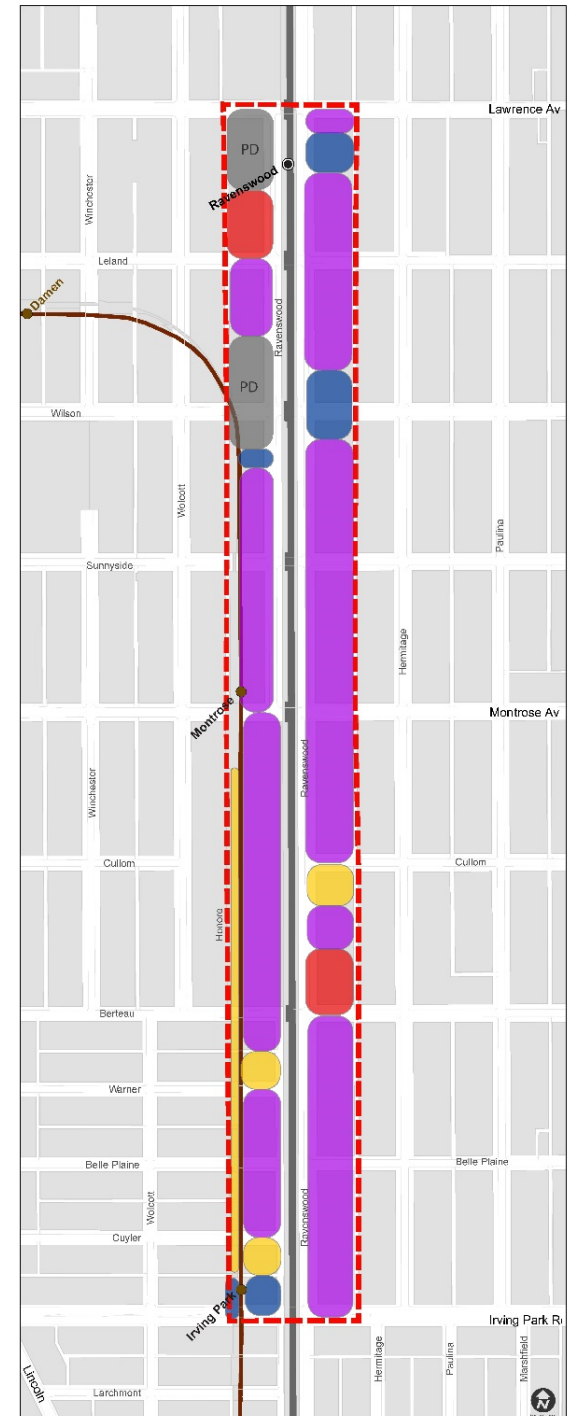 Lawrence Av
PD
Ravenswood
Winchester
Leland
Damen
Ravenswood
PD
Wilson
Wolcott
Paulina
Sunnyside
Hermitage
Montrose
Montrose Av
Ravenswood
Winchester
Cullom
Cullom
Honore
Berteau
Warner
Belle Plaine
Belle Plaine
Wolcott
Ravenswood
Cuyler
Irving Park
Irving Park R
Hermitage
Paulina
Marshfield
Lincoln
Larchmont
N